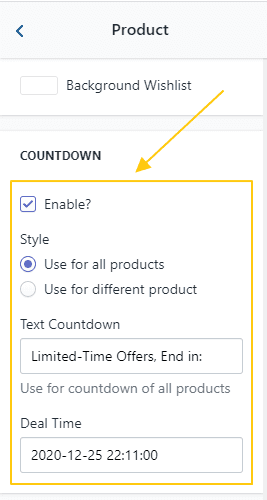 Product
Background Wishlist
COUNTDOWN
Enable?
Style
Use for all products
Use for different product
Text Countdown
Limited-Time Offers, End in:
Use for countdown of all products
Deal Time
2020-12-25 22:11:00